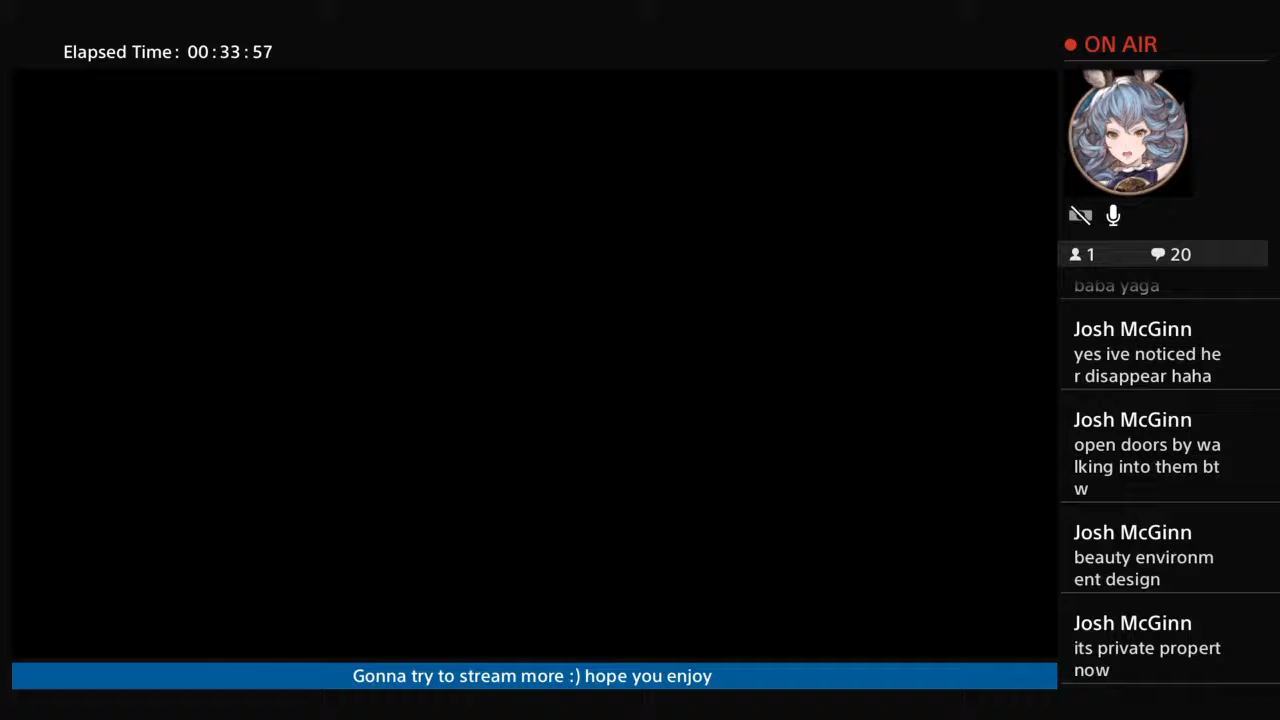 Elapsed Time: 00:33:57
ON AIR
1
20
baba yaga
Josh McGinn
yes ive noticed he
r disappear haha
Josh McGinn
open doors by wa
lking into them bt
w
Josh McGinn
beauty environm
ent design
Josh McGinn
its private propert
now
Gonna try to stream more :) hope you enjoy